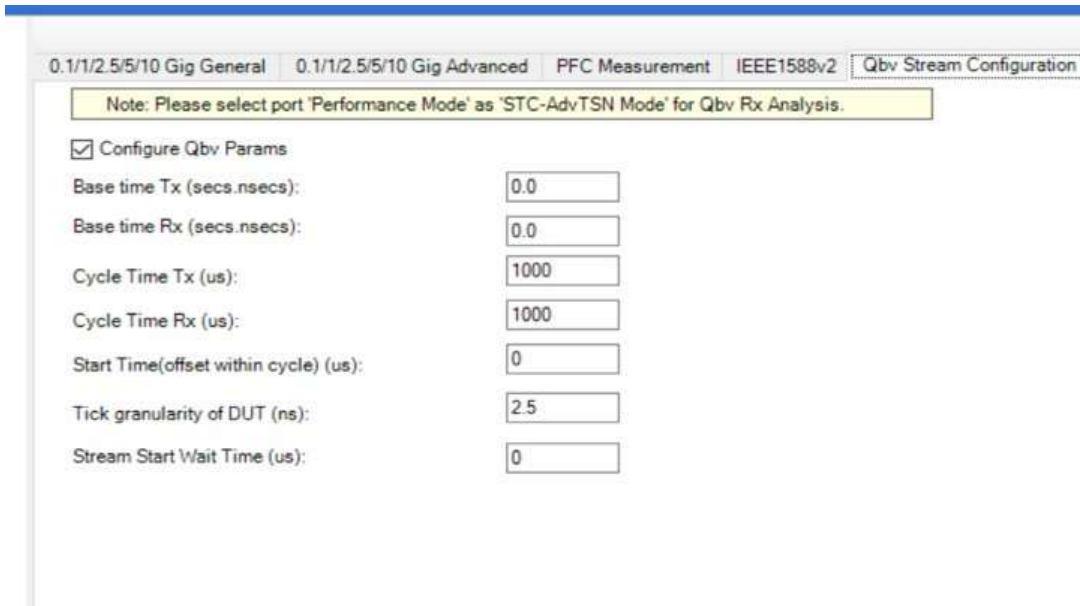 0.1/1/2.5/5/10 Gig General 0.1/1/2.5/5/10 Gig Advanced PFC Measurement IEEE1588v2 Qbv Stream Configuration
Note: Please select port 'Performance Mode' as 'STC-AdvTSN Mode' for Qbv Rx Analysis.
Configure Qbv Params
Base time Tx (secs.nsecs): 0.0
Base time Rx (secs.nsecs): 0.0
Cycle Time Tx (us): 1000
Cycle Time Rx (us): 1000
Start Time(offset within cycle) (us): 0
Tick granularity of DUT (ns): 2.5
Stream Start Wait Time (us): 0